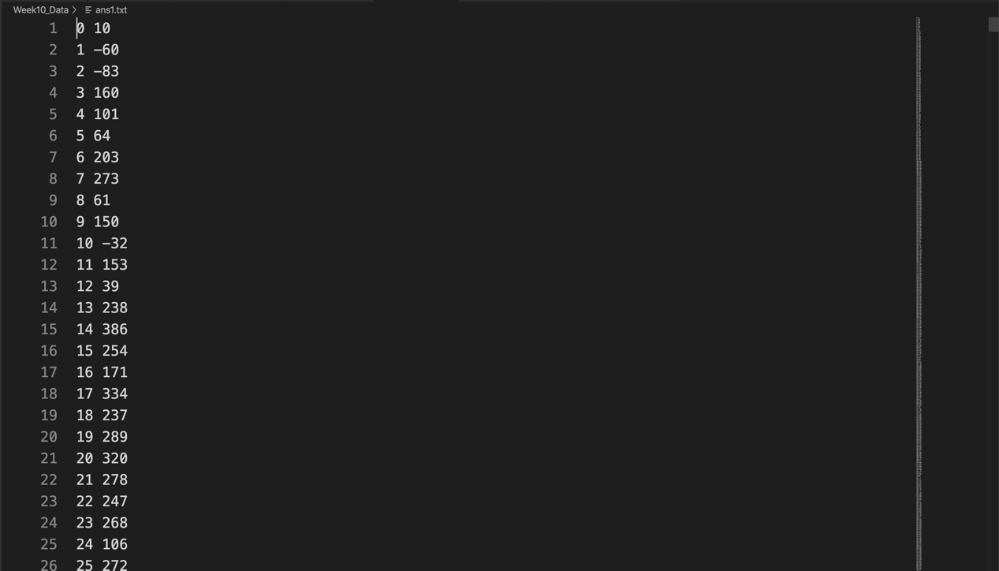 Week10_Data > ans1.txt
1 0 10
2 1 -60
3 2 -83
4 3 160
5 4 101
6 5 64
7 6 203
8 7 273
9 8 61
10 9 150
11 10 -32
12 11 153
13 12 39
14 13 238
15 14 386
16 15 254
17 16 171
18 17 334
19 18 237
20 19 289
21 20 320
22 21 278
23 22 247
24 23 268
25 24 106
26 25 272